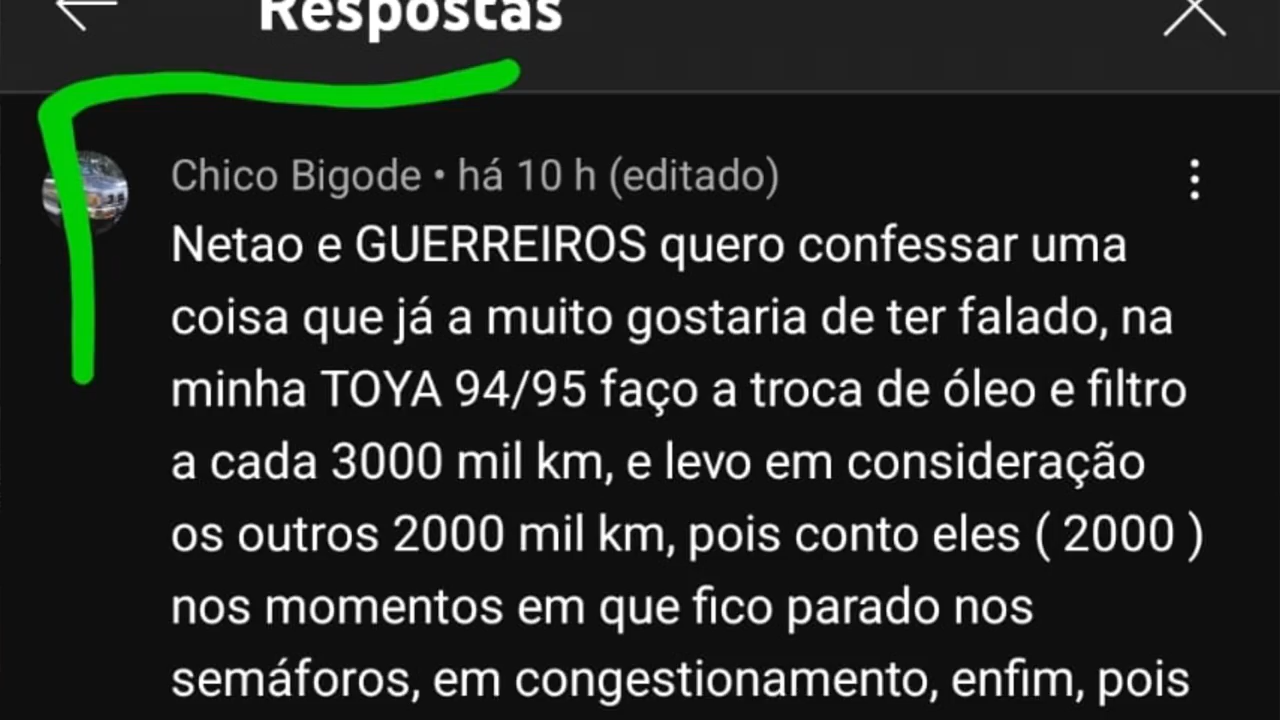 Respostas
Chico Bigode • há 10 h (editado)
Netao e GUERREIROS quero confessar uma
coisa que já a muito gostaria de ter falado, na
minha TOYA 94/95 faço a troca de óleo e filtro
a cada 3000 mil km, e levo em consideração
os outros 2000 mil km, pois conto eles ( 2000 )
nos momentos em que fico parado nos
semáforos, em congestionamento, enfim, pois